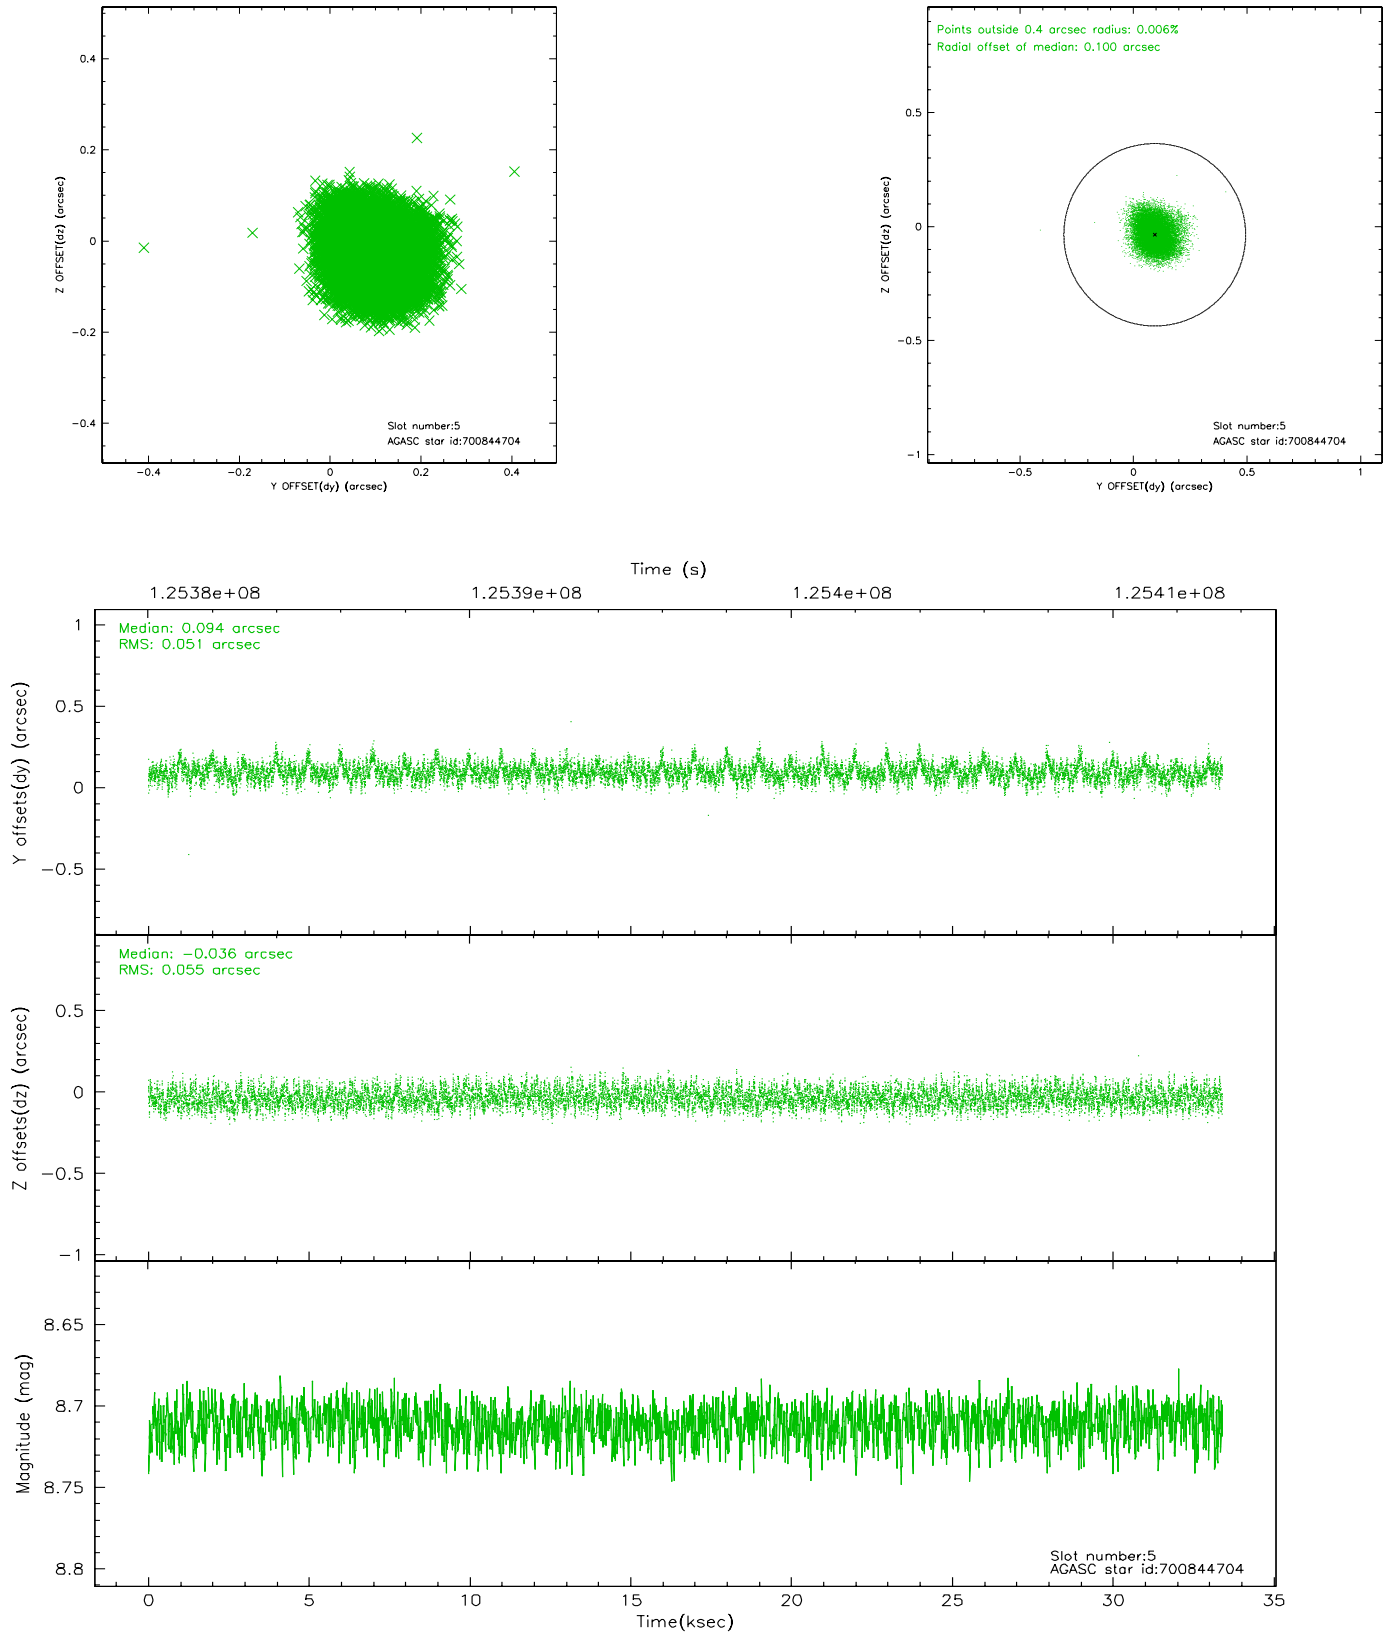 0.4
0.2
0
−0.2
−0.4
−0.4
−0.2
0
0.2
0.4
Z OFFSET(dz) (arcsec)
Y OFFSET(dy) (arcsec)
Slot number:5
AGASC star id:700844704
Points outside 0.4 arcsec radius: 0.006%
Radial offset of median: 0.100 arcsec
0.5
0
−0.5
−1
−0.5
0
0.5
1
Z OFFSET(dz) (arcsec)
Y OFFSET(dy) (arcsec)
Slot number:5
AGASC star id:700844704
Time (s)
1.2538e+08
1.2539e+08
1.254e+08
1.2541e+08
Median: 0.094 arcsec
RMS: 0.051 arcsec
1
0.5
0
−0.5
Y offsets(dy) (arcsec)
Median: −0.036 arcsec
RMS: 0.055 arcsec
0.5
0
−0.5
−1
Z offsets(dz) (arcsec)
8.65
8.7
8.75
8.8
Magnitude (mag)
Slot number:5
AGASC star id:700844704
0
5
10
15
20
25
30
35
Time(ksec)